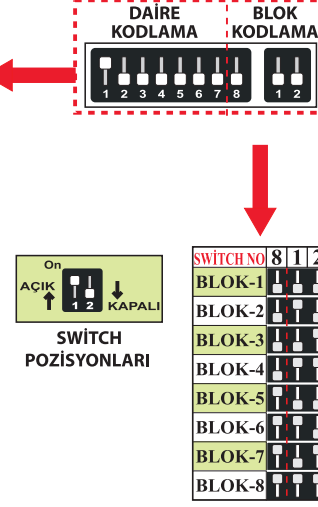 DAİRE KODLAMA
BLOK KODLAMA
1 2 3 4 5 6 7 8
1 2
On
AÇIK
1 2
KAPALI
SWİTCH
POZİSYONLARI
SWİTCH NO 8 1 2
BLOK-1
BLOK-2
BLOK-3
BLOK-4
BLOK-5
BLOK-6
BLOK-7
BLOK-8